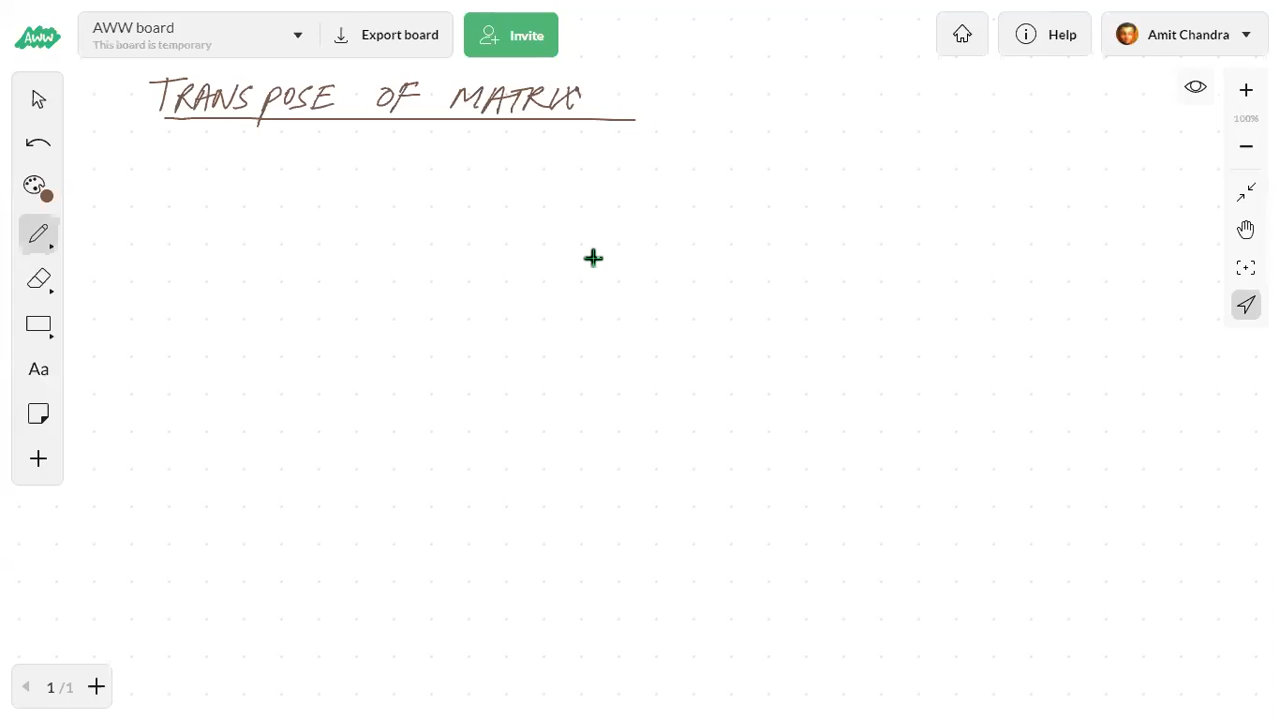 AWW
AWW board
This board is temporary
Export board
Invite
Help
Amit Chandra
TRANSPOSE OF MATRIX
100%
Aa
1 /1